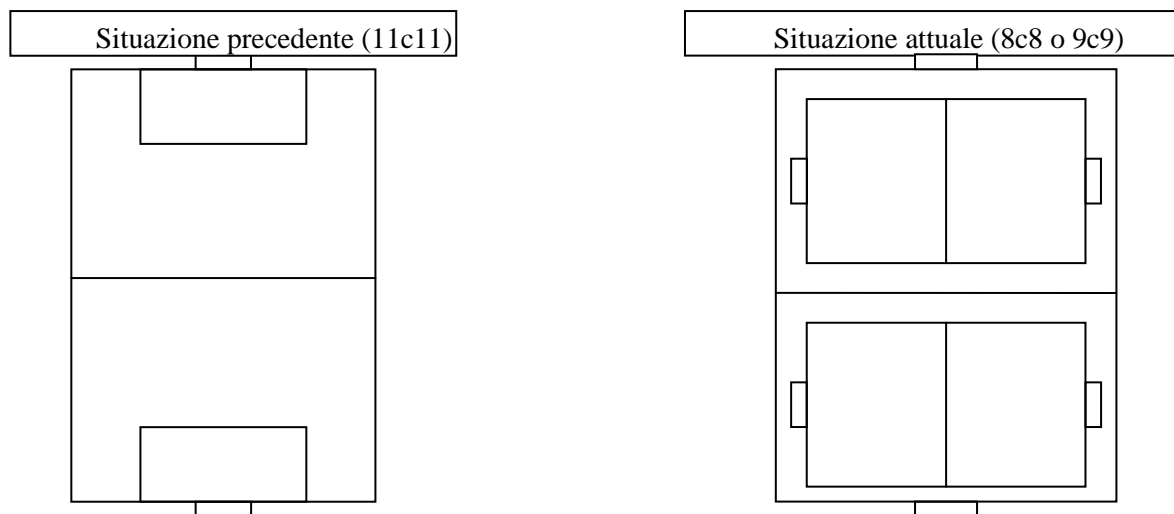 Situazione precedente (11c11)
Situazione attuale (8c8 o 9c9)